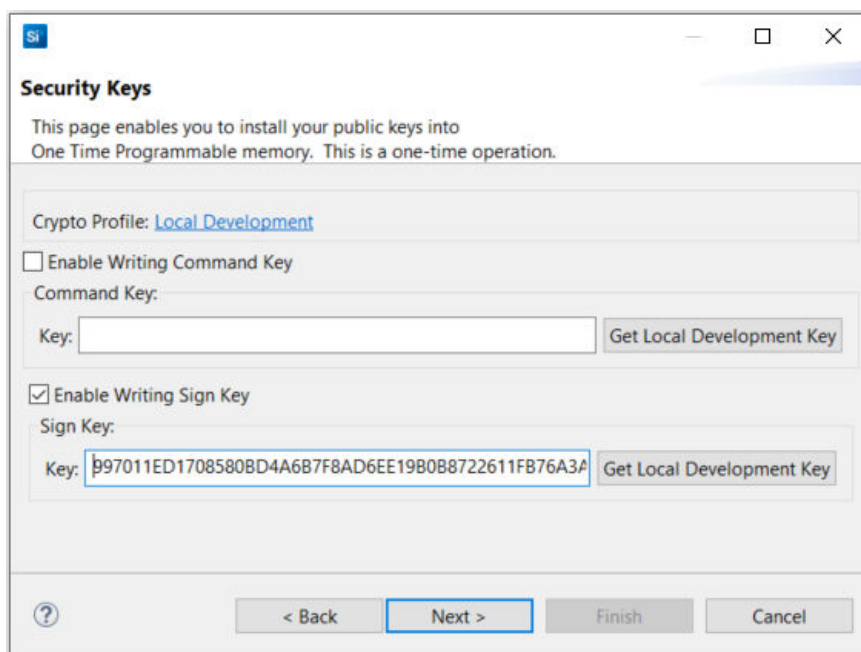 Si
Security Keys
This page enables you to install your public keys into
One Time Programmable memory. This is a one-time operation.
Crypto Profile: Local Development
Enable Writing Command Key
Command Key:
Key: Get Local Development Key
Enable Writing Sign Key
Sign Key:
Key: 997011ED1708580BD4A6B7F8AD6EE19B0B8722611FB76A3A Get Local Development Key
? < Back Next > Finish Cancel